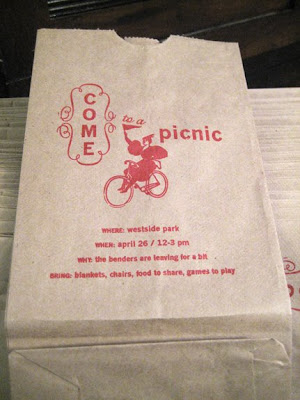 COME
to a
picnic
WHERE: westside park
WHEN: april 26 / 12-3 pm
WHY: the benders are leaving for a bit
BRING: blankets, chairs, food to share, games to play